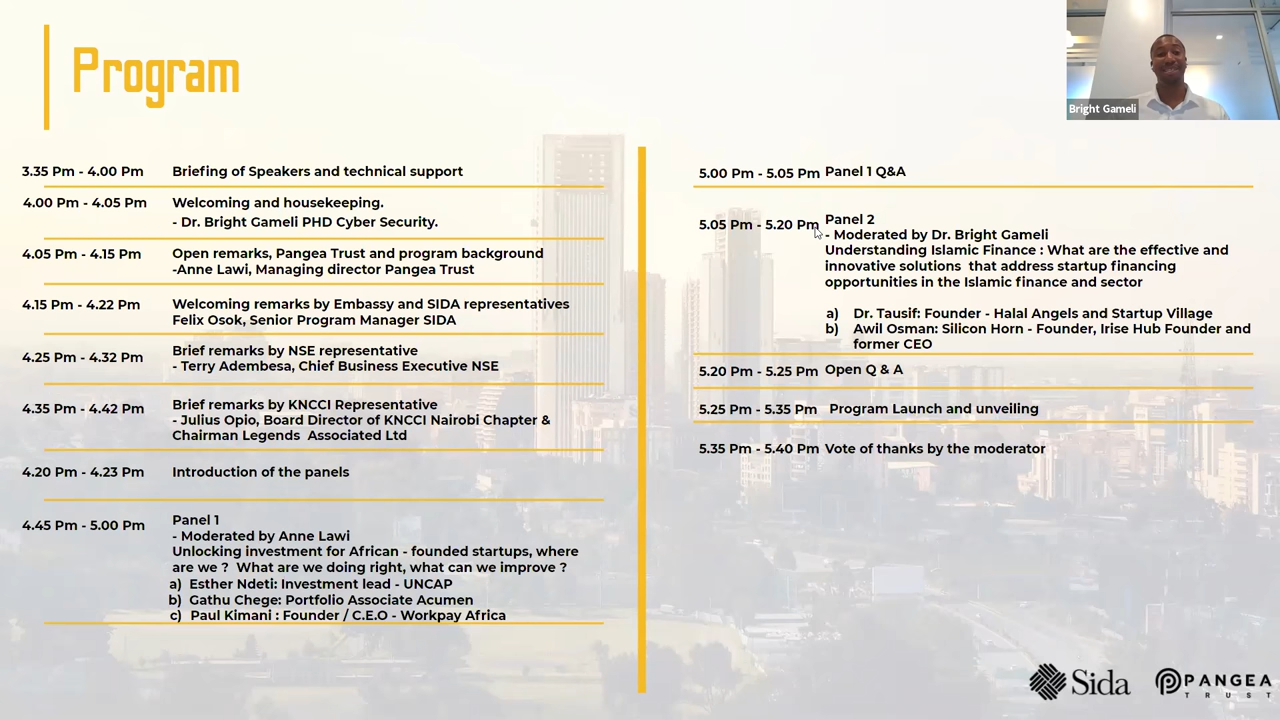 Program
Bright Gameli
3.35 Pm - 4.00 Pm Briefing of Speakers and technical support
4.00 Pm - 4.05 Pm Welcoming and housekeeping.
- Dr. Bright Gameli PHD Cyber Security.
4.05 Pm - 4.15 Pm Open remarks, Pangea Trust and program background
-Anne Lawi, Managing director Pangea Trust
4.15 Pm - 4.22 Pm Welcoming remarks by Embassy and SIDA representatives
Felix Osok, Senior Program Manager SIDA
4.25 Pm - 4.32 Pm Brief remarks by NSE representative
- Terry Adembesa, Chief Business Executive NSE
4.35 Pm - 4.42 Pm Brief remarks by KNCCI Representative
- Julius Opio, Board Director of KNCCI Nairobi Chapter &
Chairman Legends Associated Ltd
4.20 Pm - 4.23 Pm Introduction of the panels
4.45 Pm - 5.00 Pm Panel 1
- Moderated by Anne Lawi
Unlocking investment for African - founded startups, where
are we ? What are we doing right, what can we improve ?
a) Esther Ndeti: Investment lead - UNCAP
b) Gathu Chege: Portfolio Associate Acumen
c) Paul Kimani : Founder / C.E.O - Workpay Africa
5.00 Pm - 5.05 Pm Panel 1 Q&A
5.05 Pm - 5.20 Pm Panel 2
- Moderated by Dr. Bright Gameli
Understanding Islamic Finance : What are the effective and
innovative solutions that address startup financing
opportunities in the Islamic finance and sector
a) Dr. Tausif: Founder - Halal Angels and Startup Village
b) Awil Osman: Silicon Horn - Founder, Irise Hub Founder and
former CEO
5.20 Pm - 5.25 Pm Open Q & A
5.25 Pm - 5.35 Pm Program Launch and unveiling
5.35 Pm - 5.40 Pm Vote of thanks by the moderator
Sida
PANGEA
TRUST